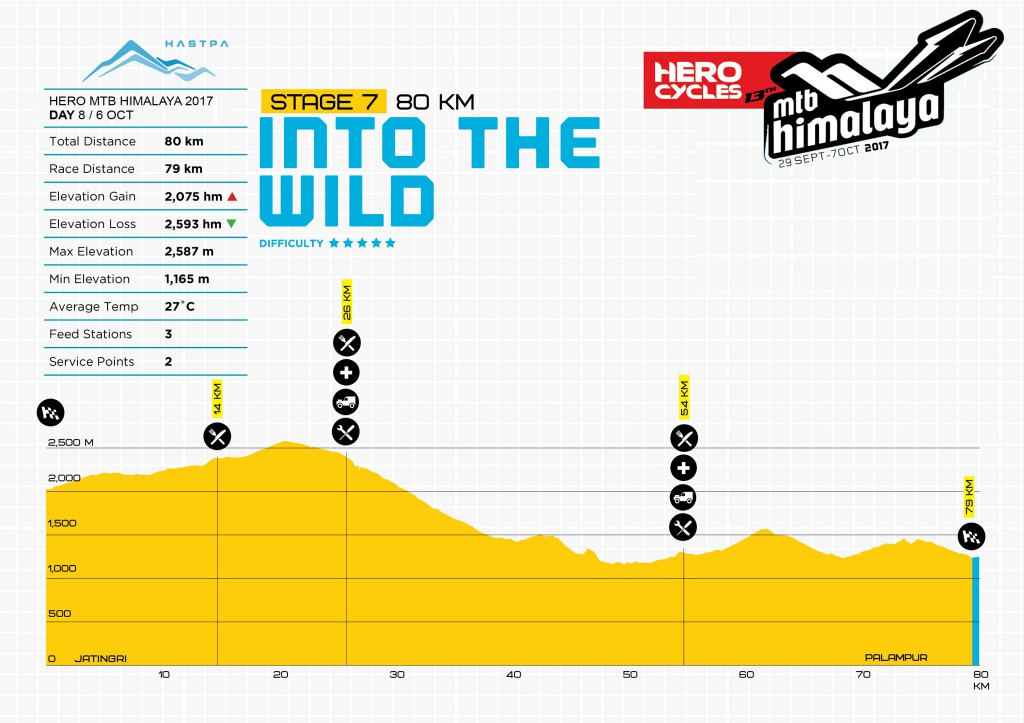 HASTPA
HERO MTB HIMALAYA 2017
DAY 8 / 6 OCT
Total Distance 80 km
Race Distance 79 km
Elevation Gain 2,075 hm
Elevation Loss 2,593 hm
Max Elevation 2,587 m
Min Elevation 1,165 m
Average Temp 27°C
Feed Stations 3
Service Points 2
STAGE 7 80 KM
INTO THE
WILD
DIFFICULTY ★★★★★
HERO
CYCLES 13TH
mtb
himalaya
29 SEPT-7OCT 2017
14 KM
26 KM
54 KM
79 KM
2,500 M
2,000
1,500
1,000
500
0 JATINGRI
PALAMPUR
10 20 30 40 50 60 70 80
KM